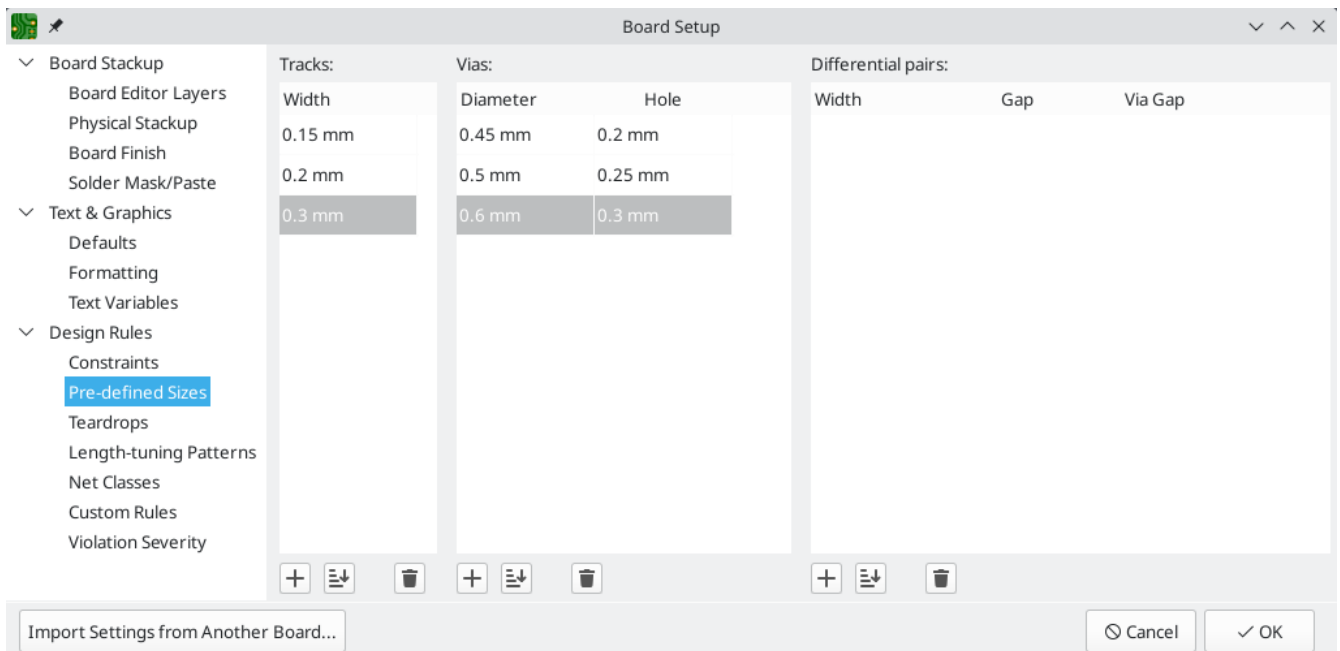 Board Setup
Board Stackup
Board Editor Layers
Physical Stackup
Board Finish
Solder Mask/Paste
Text & Graphics
Defaults
Formatting
Text Variables
Design Rules
Constraints
Pre-defined Sizes
Teardrops
Length-tuning Patterns
Net Classes
Custom Rules
Violation Severity
Tracks:
Width
0.15 mm
0.2 mm
0.3 mm
Vias:
Diameter Hole
0.45 mm 0.2 mm
0.5 mm 0.25 mm
0.6 mm 0.3 mm
Differential pairs:
Width Gap Via Gap
Import Settings from Another Board...
Cancel
OK